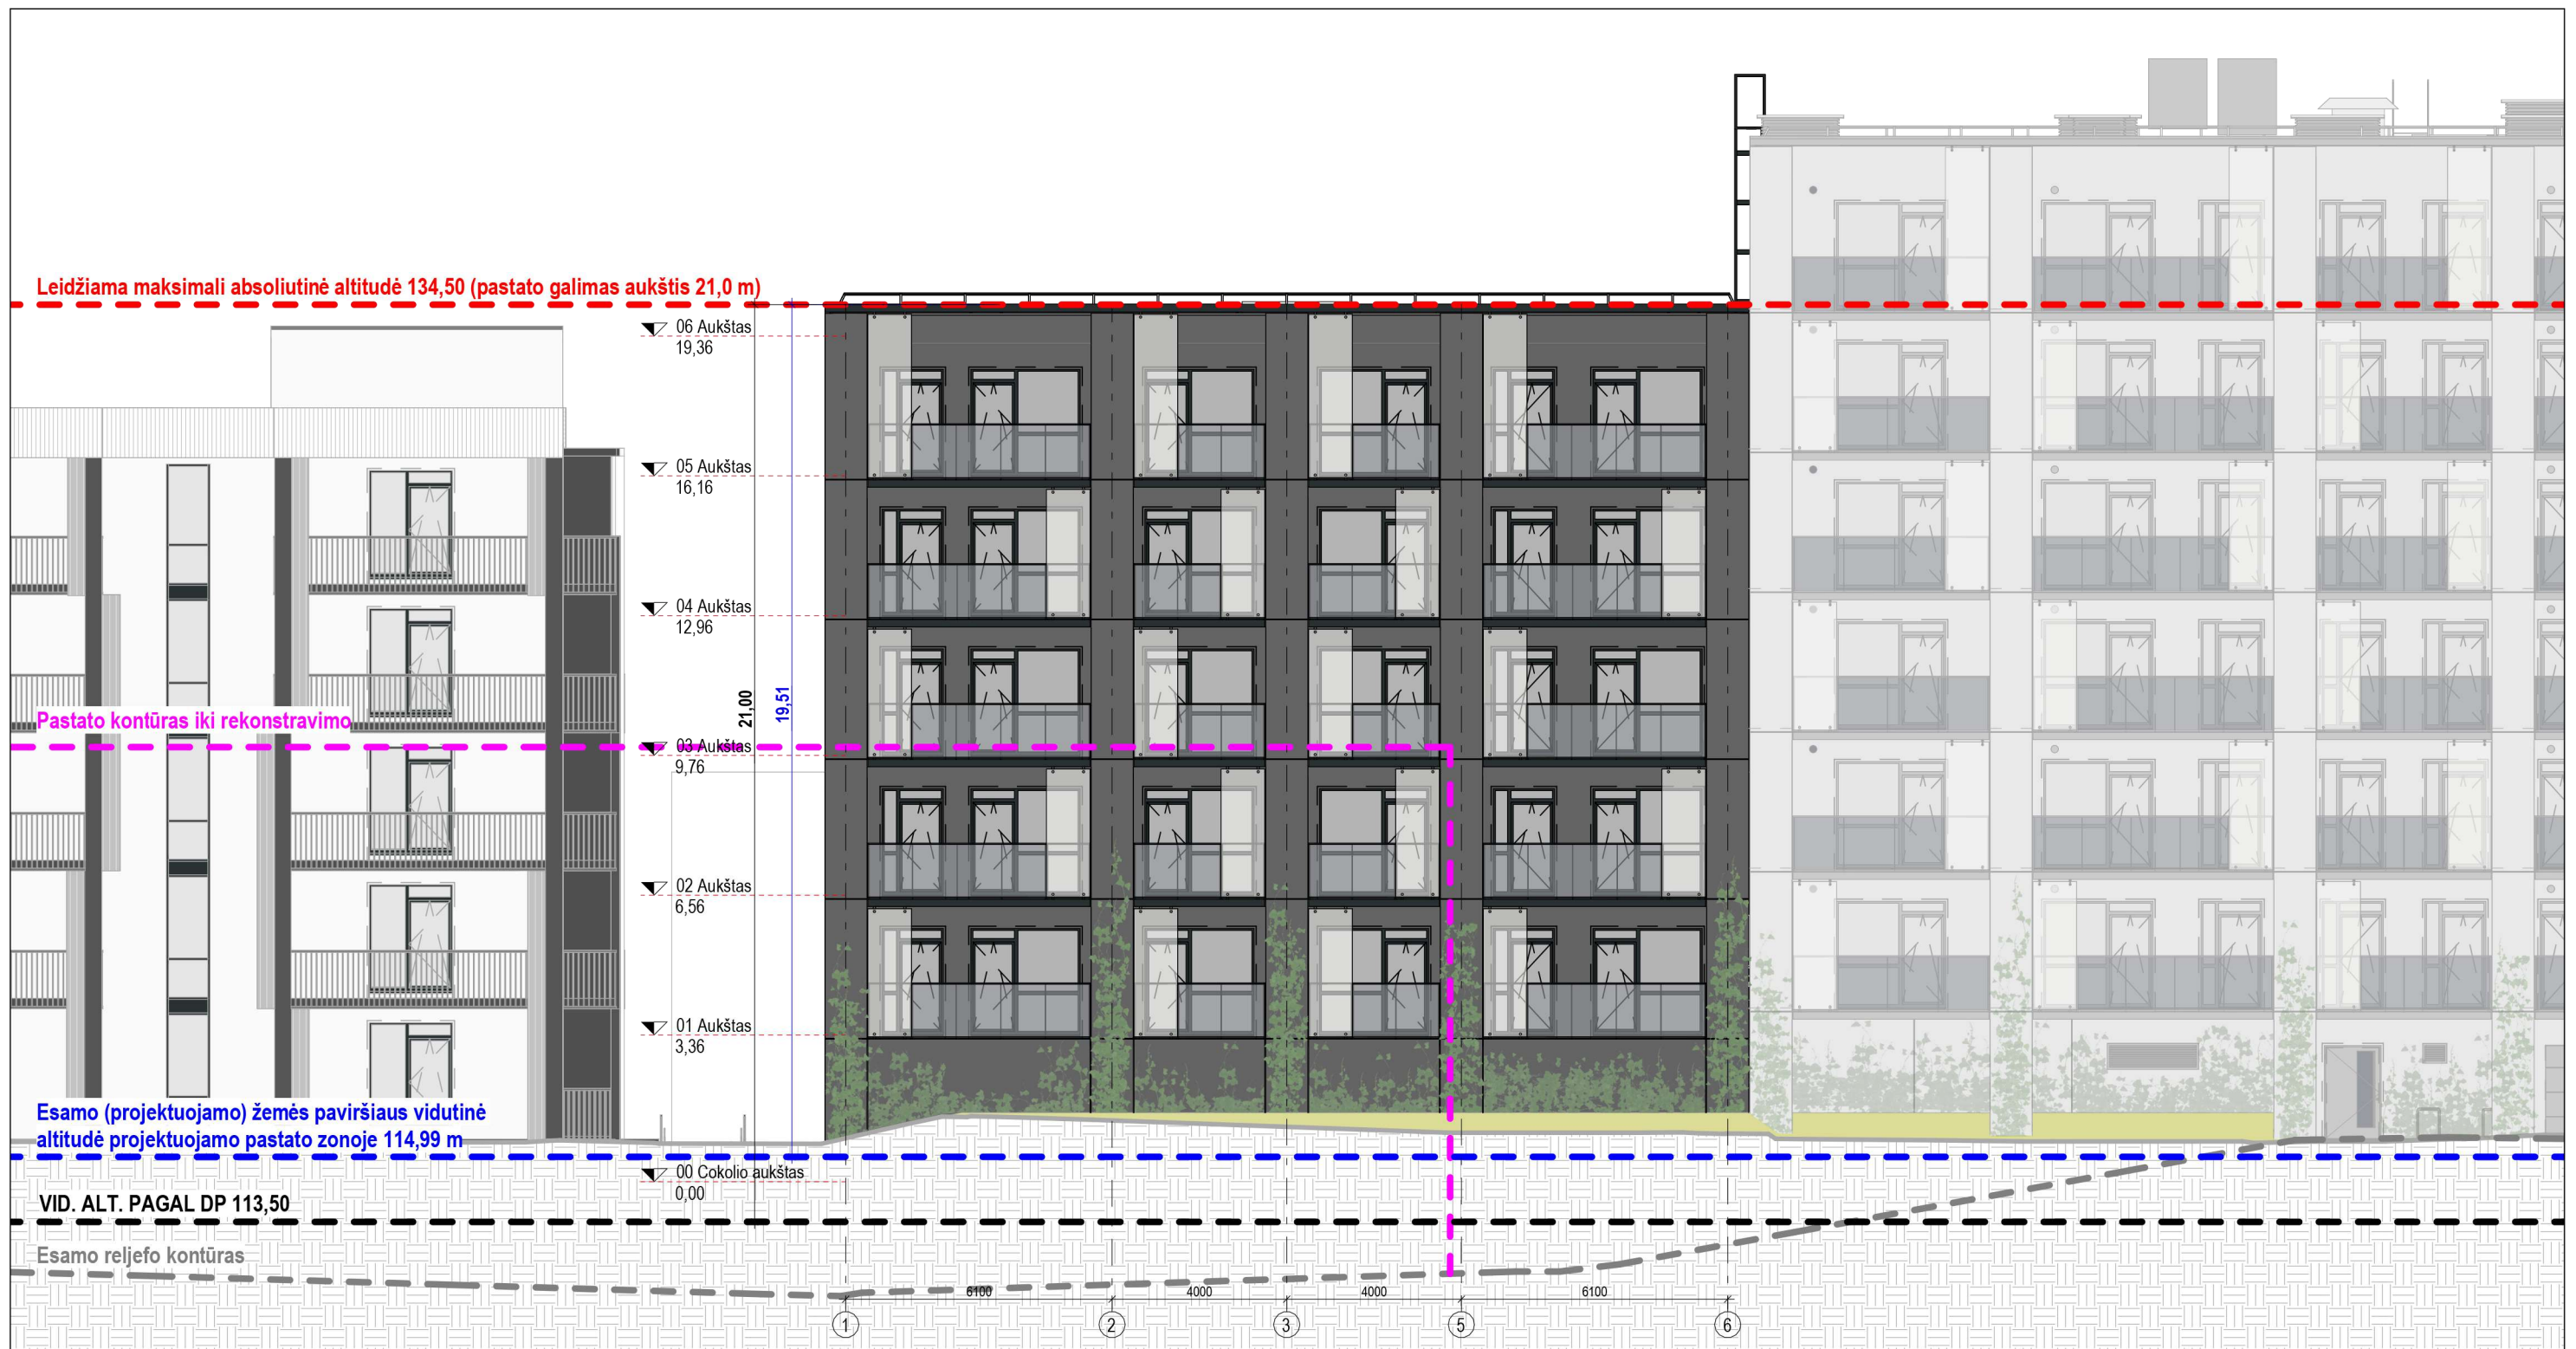 Leidžiama maksimali absoliutinė altitudė 134,50 (pastato galimas aukštis 21,0 m)
06 Aukštas
19,36
05 Aukštas
16,16
04 Aukštas
12,96
21,00
19,51
Pastato kontūras iki rekonstravimo
03 Aukštas
9,76
02 Aukštas
6,56
01 Aukštas
3,36
Esamo (projektuojamo) žemės paviršiaus vidutinė
altitudė projektuojamo pastato zonoje 114,99 m
00 Cokolio aukštas
0,00
VID. ALT. PAGAL DP 113,50
Esamo reljefo kontūras
6100 4000 4000 6100
1 2 3 5 6